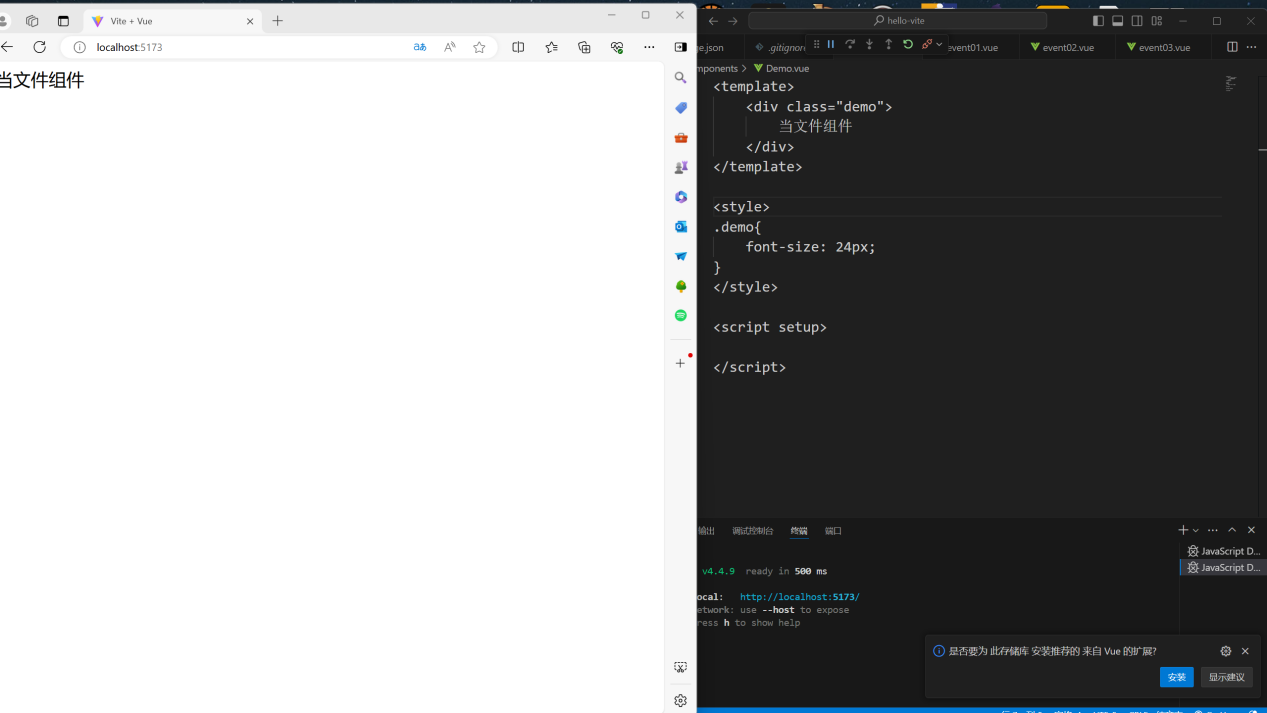 Vite + Vue
localhost:5173
当文件组件
hello-vite
ge.json
.gitignore
event01.vue
event02.vue
event03.vue
mponents > Demo.vue
<template>
<div class="demo">
当文件组件
</div>
</template>
<style>
.demo{
font-size: 24px;
}
</style>
<script setup>
</script>
输出 调试控制台 终端 端口
JavaScript D...
JavaScript D...
v4.4.9 ready in 500 ms
ocal: http://localhost:5173/
etwork: use --host to expose
ress h to show help
是否要为 此存储库 安装推荐的 来自 Vue 的扩展?
安装 显示建议